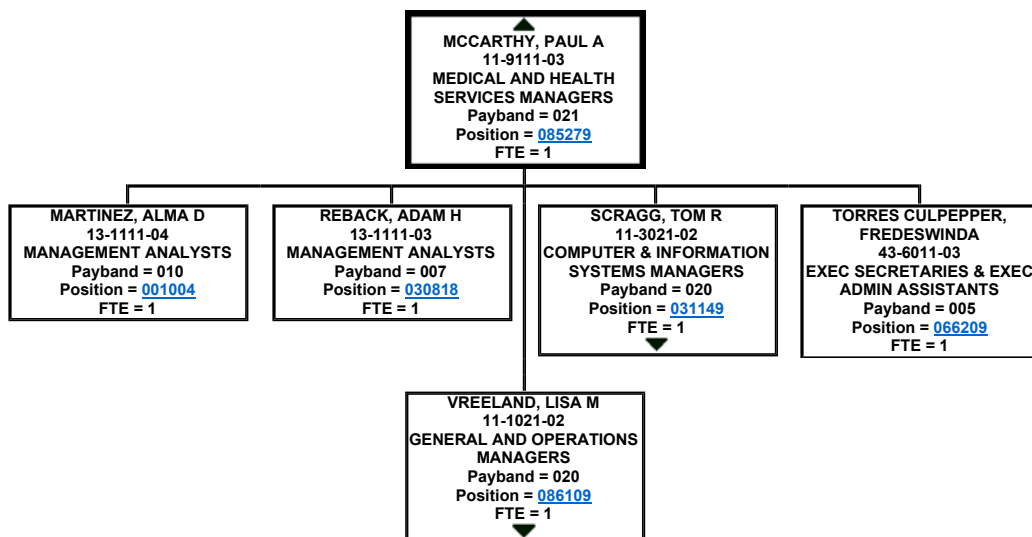 MCCARTHY, PAUL A
11-9111-03
MEDICAL AND HEALTH
SERVICES MANAGERS
Payband = 021
Position = 085279
FTE = 1
MARTINEZ, ALMA D
13-1111-04
MANAGEMENT ANALYSTS
Payband = 010
Position = 001004
FTE = 1
REBACK, ADAM H
13-1111-03
MANAGEMENT ANALYSTS
Payband = 007
Position = 030818
FTE = 1
SCRAGG, TOM R
11-3021-02
COMPUTER & INFORMATION
SYSTEMS MANAGERS
Payband = 020
Position = 031149
FTE = 1
TORRES CULPEPPER,
FREDESWINDA
43-6011-03
EXEC SECRETARIES & EXEC
ADMIN ASSISTANTS
Payband = 005
Position = 066209
FTE = 1
VREELAND, LISA M
11-1021-02
GENERAL AND OPERATIONS
MANAGERS
Payband = 020
Position = 086109
FTE = 1